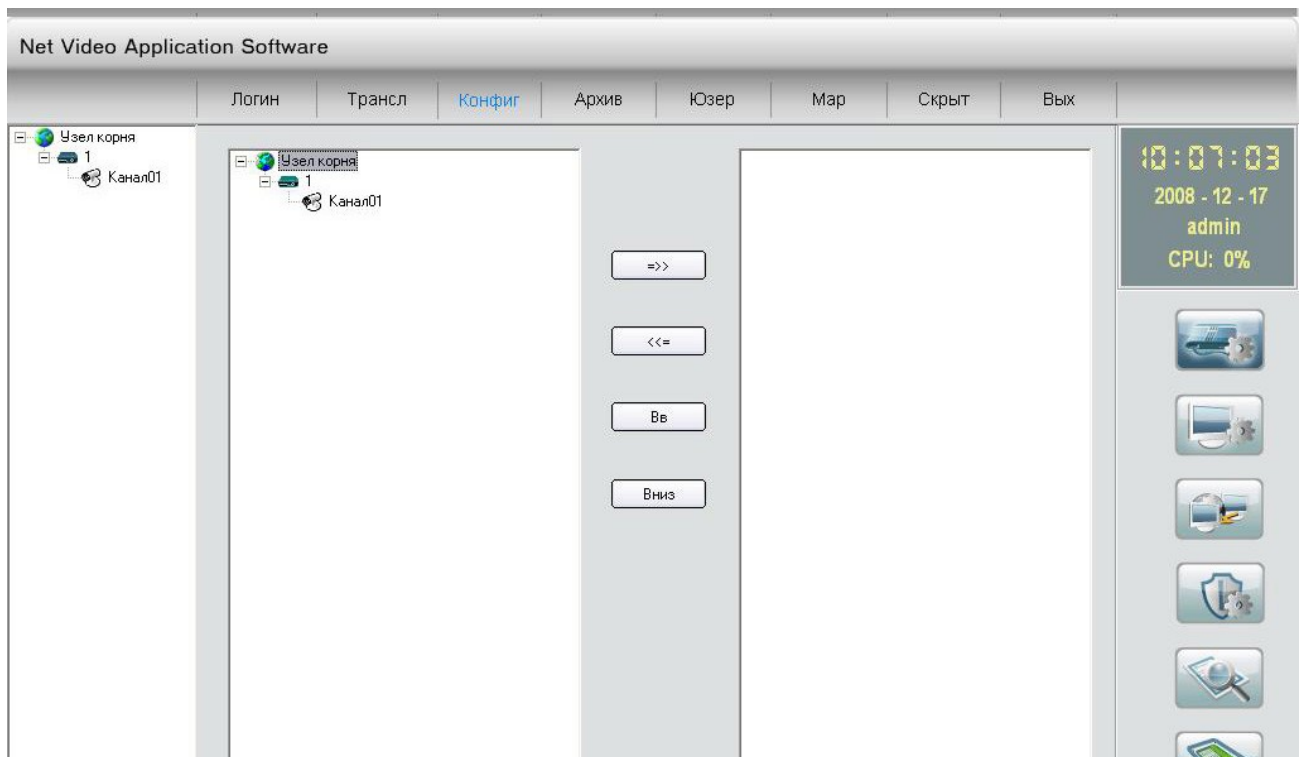 Net Video Application Software
Логин Трансл Конфиг Архив Юзер Мар Скрыт Вых
Узел корня
1
Канал01
Узел корня
1
Канал01
=>>
<<=
Вв
Вниз
10:07:03
2008 - 12 - 17
admin
CPU: 0%